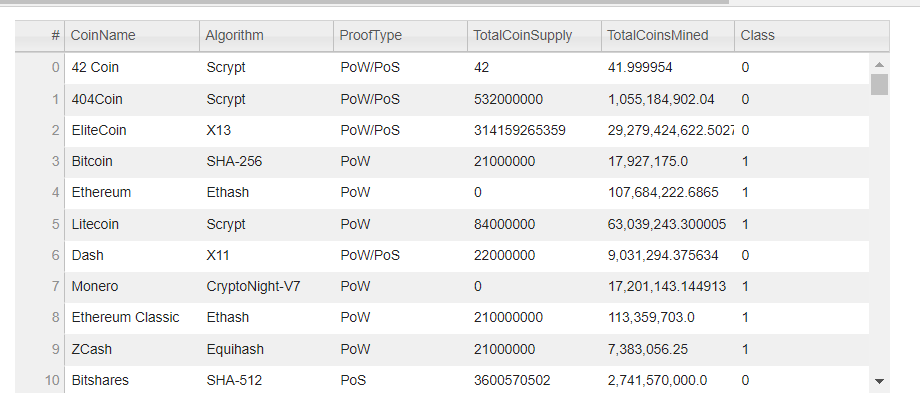 # CoinName Algorithm ProofType TotalCoinSupply TotalCoinsMined Class
0 42 Coin Scrypt PoW/PoS 42 41.999954 0
1 404Coin Scrypt PoW/PoS 532000000 1,055,184,902.04 0
2 EliteCoin X13 PoW/PoS 314159265359 29,279,424,622.5027 0
3 Bitcoin SHA-256 PoW 21000000 17,927,175.0 1
4 Ethereum Ethash PoW 0 107,684,222.6865 1
5 Litecoin Scrypt PoW 84000000 63,039,243.300005 1
6 Dash X11 PoW/PoS 22000000 9,031,294.375634 0
7 Monero CryptoNight-V7 PoW 0 17,201,143.144913 1
8 Ethereum Classic Ethash PoW 210000000 113,359,703.0 1
9 ZCash Equihash PoW 21000000 7,383,056.25 1
10 Bitshares SHA-512 PoS 3600570502 2,741,570,000.0 0